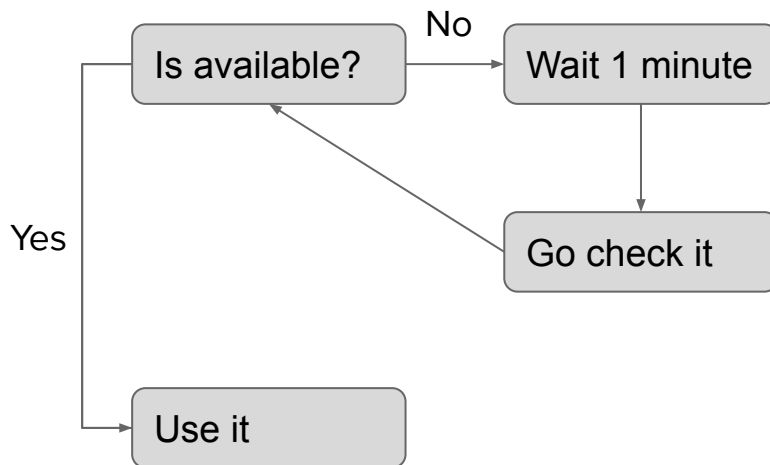 No
Is available?
Wait 1 minute
Yes
Go check it
Use it